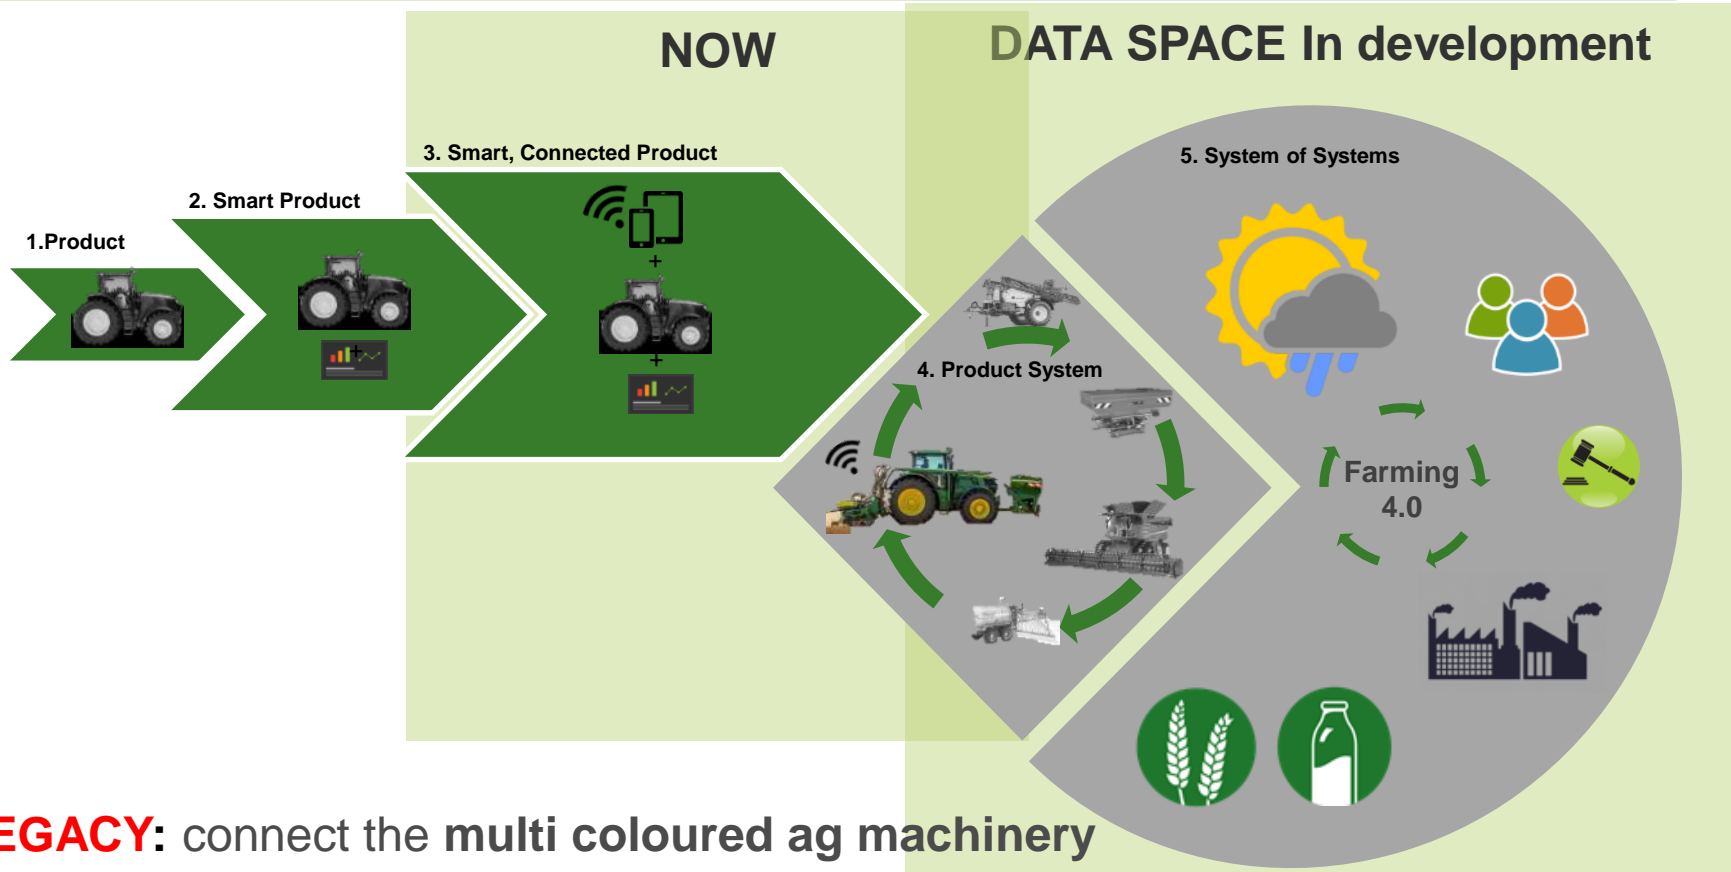 NOW
DATA SPACE In development
3. Smart, Connected Product
5. System of Systems
2. Smart Product
1.Product
+
+
+
4. Product System
Farming
4.0
EGACY: connect the multi coloured ag machinery